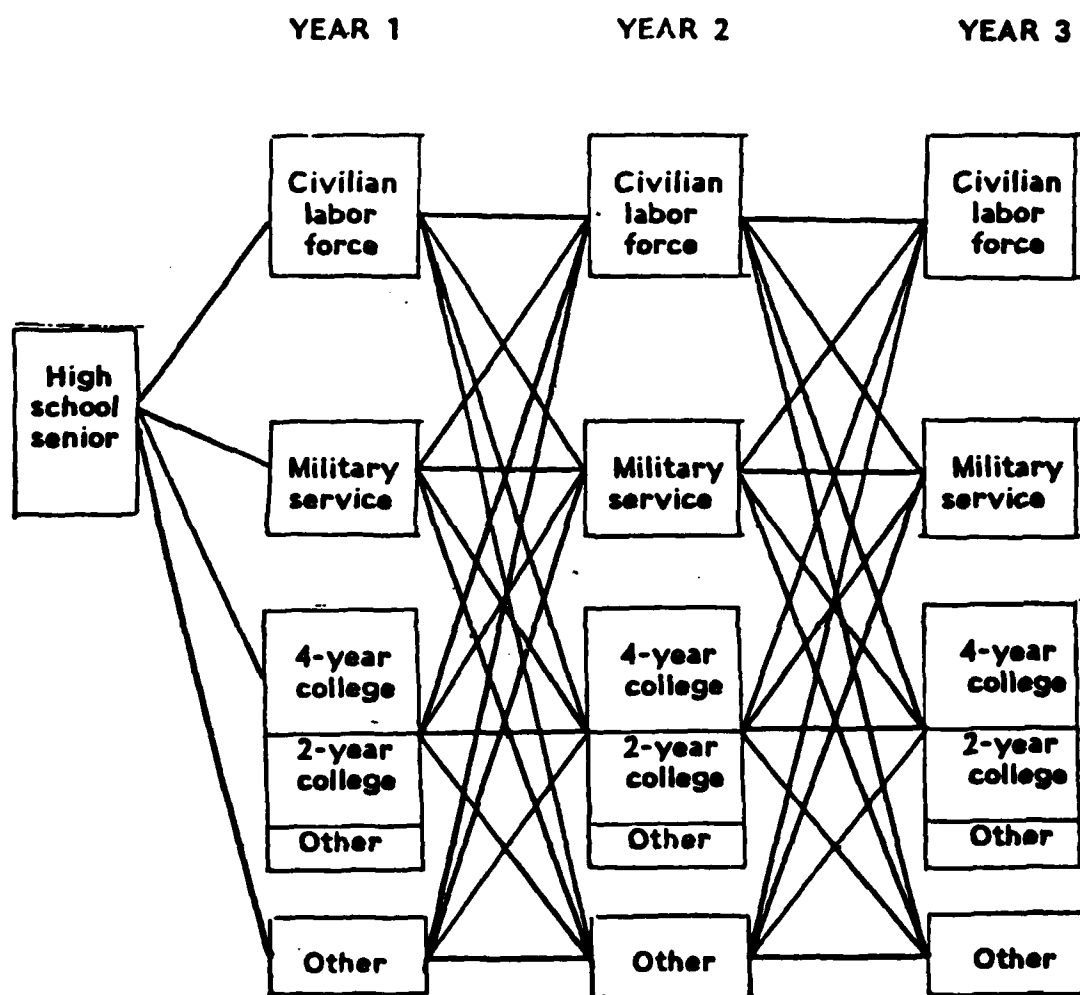 YEAR 1
YEAR 2
YEAR 3
High
school
senior
Civilian
labor
force
Military
service
4-year
college
2-year
college
Other
Other
Civilian
labor
force
Military
service
4-year
college
2-year
college
Other
Other
Civilian
labor
force
Military
service
4-year
college
2-year
college
Other
Other